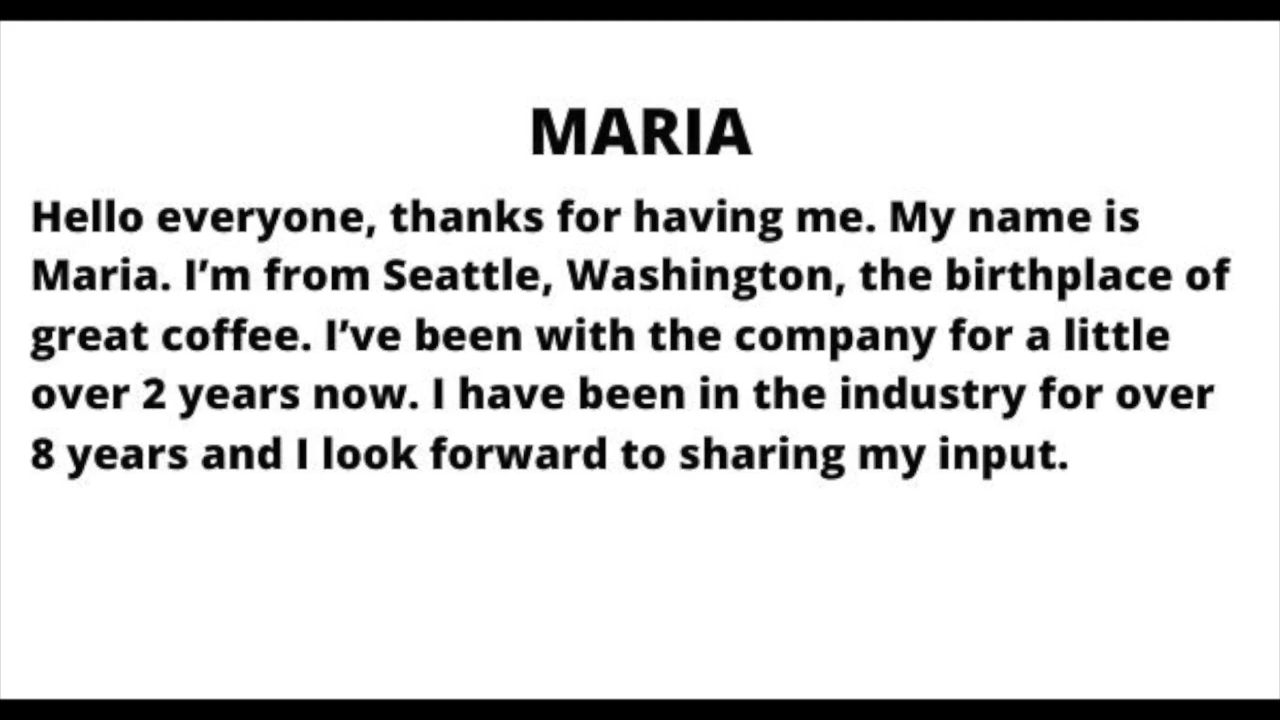 MARIA
Hello everyone, thanks for having me. My name is
Maria. I’m from Seattle, Washington, the birthplace of
great coffee. I’ve been with the company for a little
over 2 years now. I have been in the industry for over
8 years and I look forward to sharing my input.